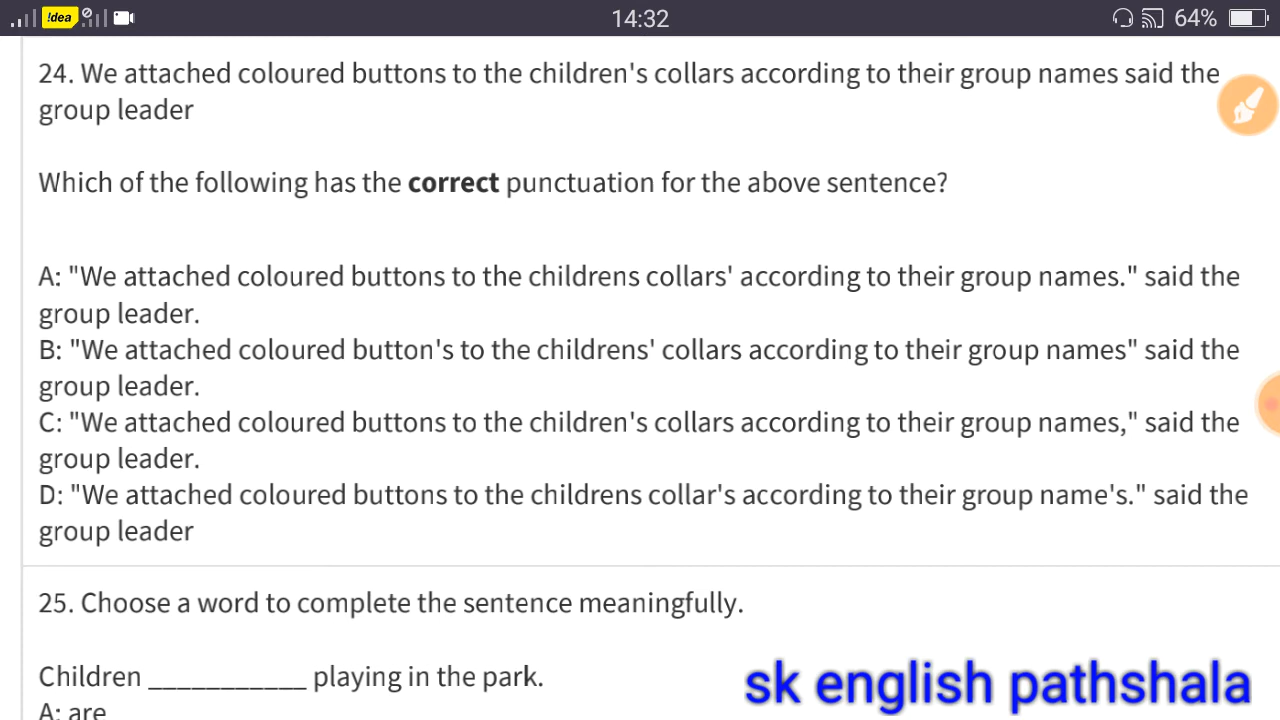 !dea 14:32 64%
24. We attached coloured buttons to the children's collars according to their group names said the
group leader
Which of the following has the correct punctuation for the above sentence?
A: "We attached coloured buttons to the childrens collars' according to their group names." said the
group leader.
B: "We attached coloured button's to the childrens' collars according to their group names" said the
group leader.
C: "We attached coloured buttons to the children's collars according to their group names," said the
group leader.
D: "We attached coloured buttons to the childrens collar's according to their group name's." said the
group leader
25. Choose a word to complete the sentence meaningfully.
Children ___________ playing in the park.
A: are
sk english pathshala